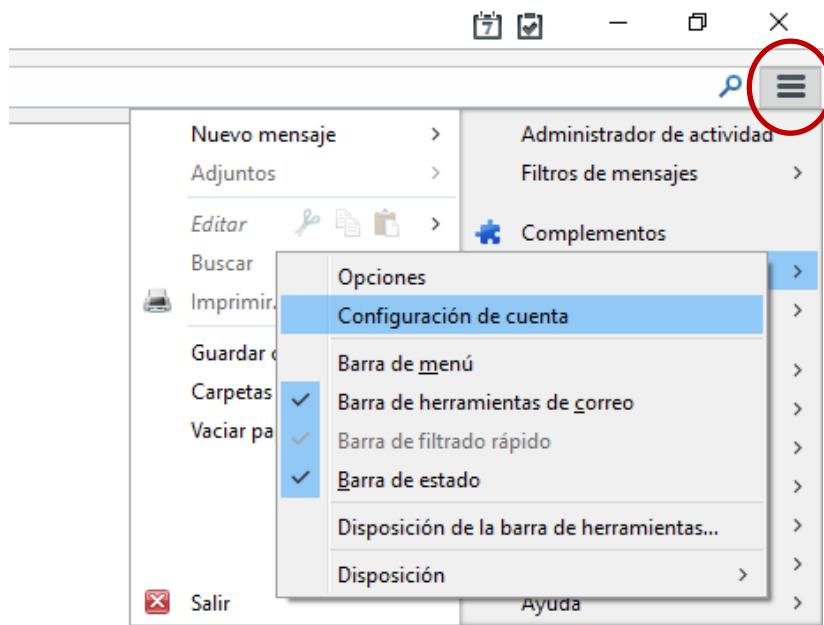 7
Nuevo mensaje
Adjuntos
Editar
Buscar
Imprimir.
Guardar
Carpetas
Vaciar
Salir
Administrador de actividad
Filtros de mensajes
Complementos
Ayuda
Opciones
Configuración de cuenta
Barra de menú
Barra de herramientas de correo
Barra de filtrado rápido
Barra de estado
Disposición de la barra de herramientas...
Disposición